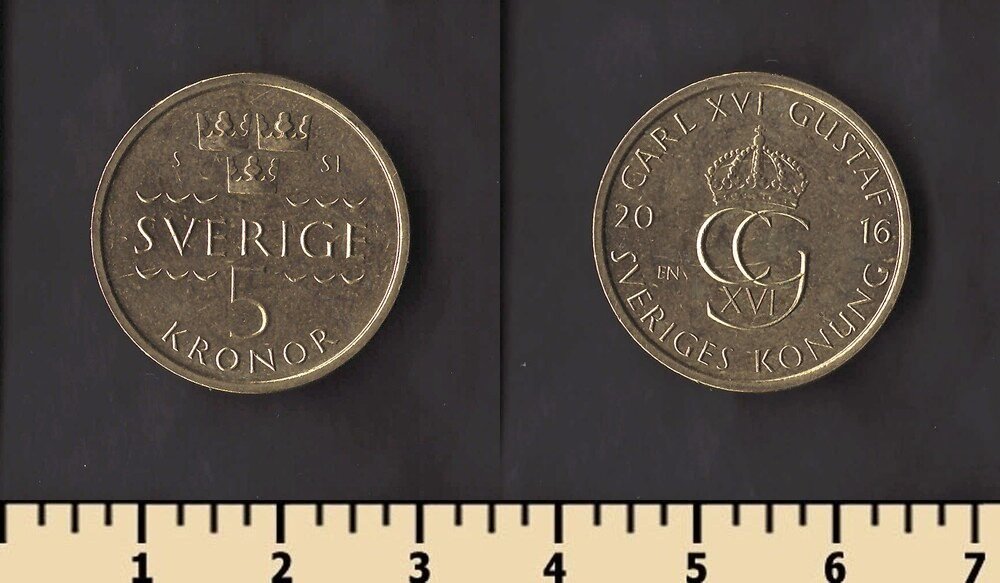 S SI
SVERIGE
5
KRONOR
CARL XVI GUSTAF
20 16
EN
CG
XVI
SVERIGES KONUNG
1 2 3 4 5 6 7